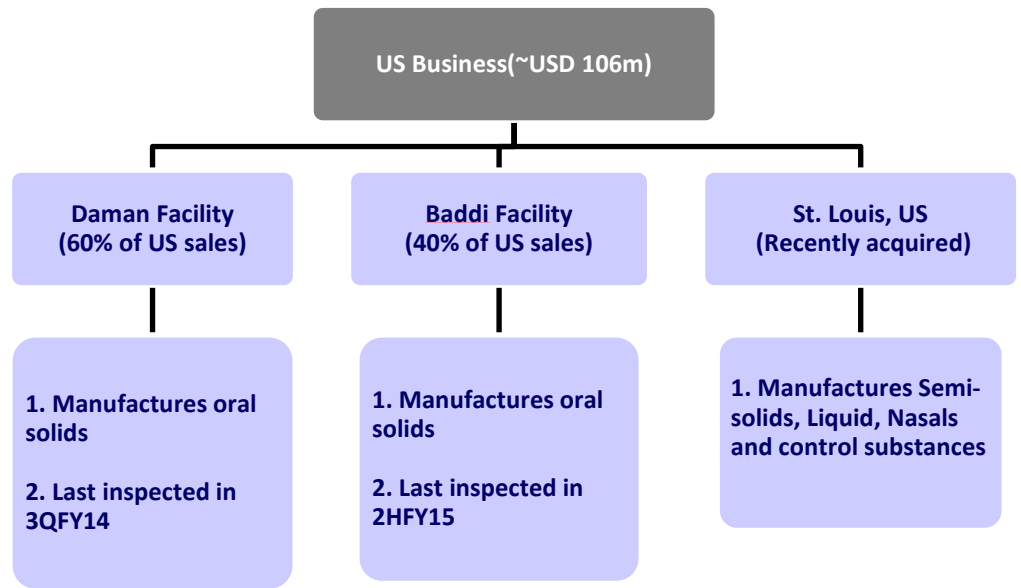 US Business(~USD 106m)
Daman Facility
(60% of US sales)
Baddi Facility
(40% of US sales)
St. Louis, US
(Recently acquired)
1. Manufactures oral
solids
2. Last inspected in
3QFY14
1. Manufactures oral
solids
2. Last inspected in
2HFY15
1. Manufactures Semi-
solids, Liquid, Nasals
and control substances